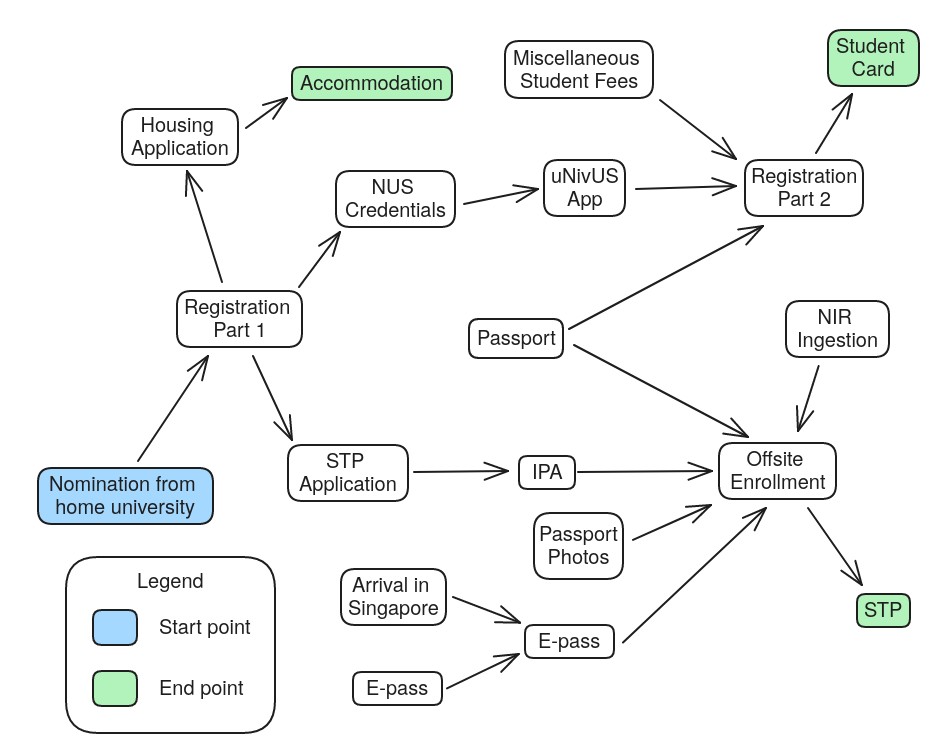 Student
Card
Miscellaneous
Student Fees
Accommodation
Housing
Application
NUS
Credentials
uNivUS
App
Registration
Part 2
Registration
Part 1
Passport
NIR
Ingestion
STP
Application
IPA
Offsite
Enrollment
Nomination from
home university
Passport
Photos
Arrival in
Singapore
E-pass
E-pass
STP
Legend
Start point
End point